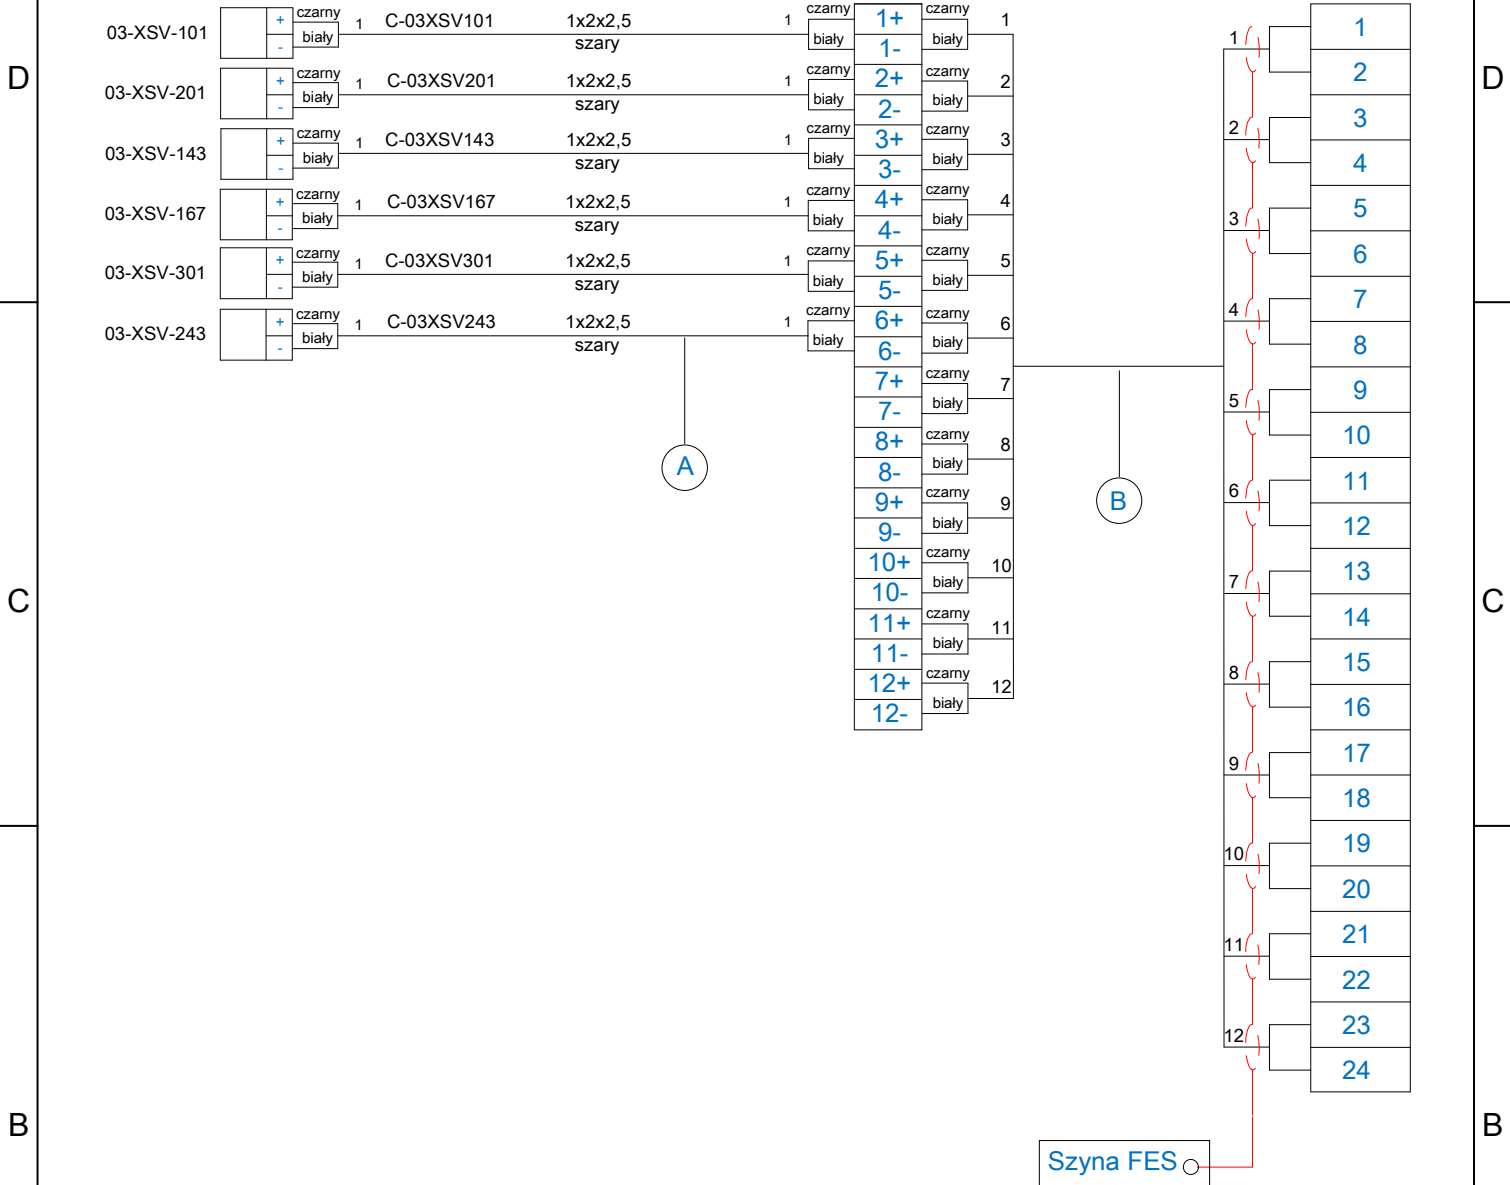 D
D
C
C
B
B
03-XSV-101 + - czarny biały 1 C-03XSV101 1x2x2,5 szary 1 czarny biały 1+ 1- czarny biały 1
03-XSV-201 + - czarny biały 1 C-03XSV201 1x2x2,5 szary 1 czarny biały 2+ 2- czarny biały 2
03-XSV-143 + - czarny biały 1 C-03XSV143 1x2x2,5 szary 1 czarny biały 3+ 3- czarny biały 3
03-XSV-167 + - czarny biały 1 C-03XSV167 1x2x2,5 szary 1 czarny biały 4+ 4- czarny biały 4
03-XSV-301 + - czarny biały 1 C-03XSV301 1x2x2,5 szary 1 czarny biały 5+ 5- czarny biały 5
03-XSV-243 + - czarny biały 1 C-03XSV243 1x2x2,5 szary 1 czarny biały 6+ 6- czarny biały 6
7+ 7- czarny biały 7
8+ 8- czarny biały 8
9+ 9- czarny biały 9
10+ 10- czarny biały 10
11+ 11- czarny biały 11
12+ 12- czarny biały 12
A
B
1 1 2
2 3 4
3 5 6
4 7 8
5 9 10
6 11 12
7 13 14
8 15 16
9 17 18
10 19 20
11 21 22
12 23 24
Szyna FES